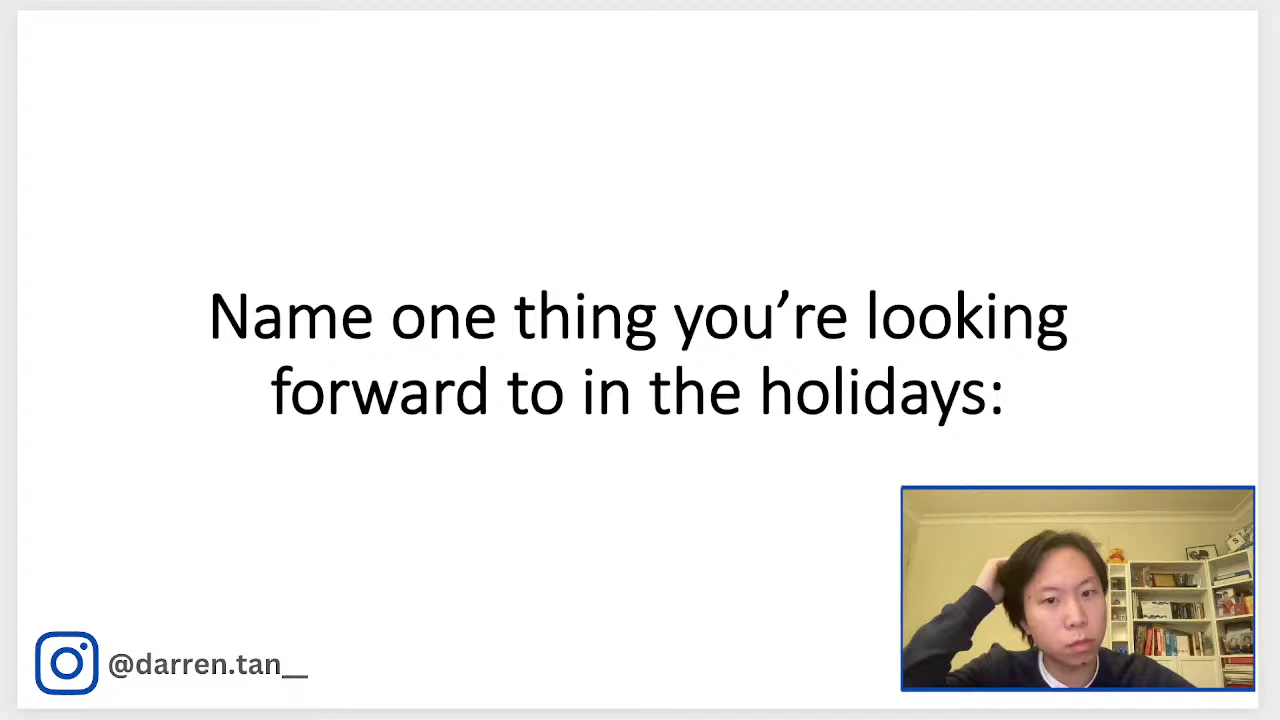 Name one thing you’re looking
forward to in the holidays:
@darren.tan__